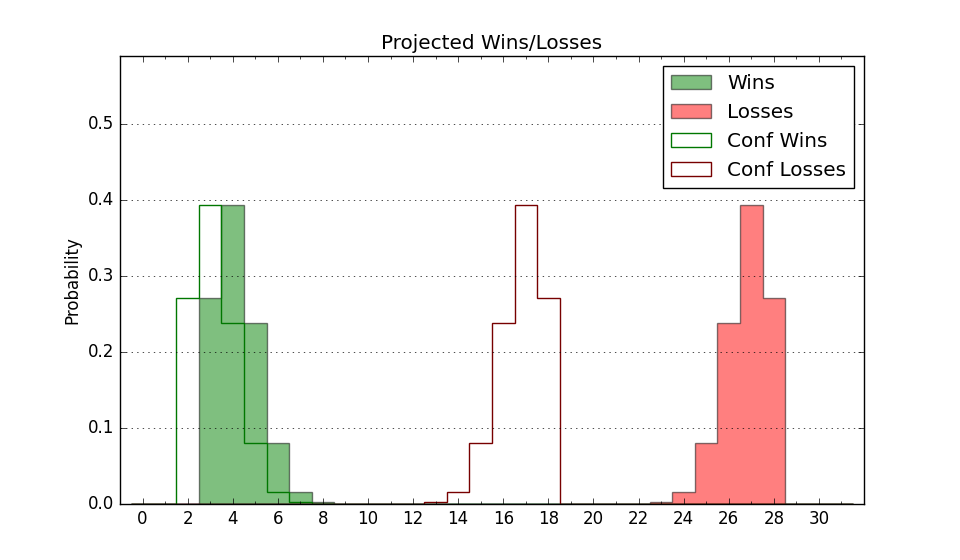 Projected Wins/Losses
Wins
Losses
Conf Wins
Conf Losses
Probability
0.5
0.4
0.3
0.2
0.1
0.0
0 2 4 6 8 10 12 14 16 18 20 22 24 26 28 30